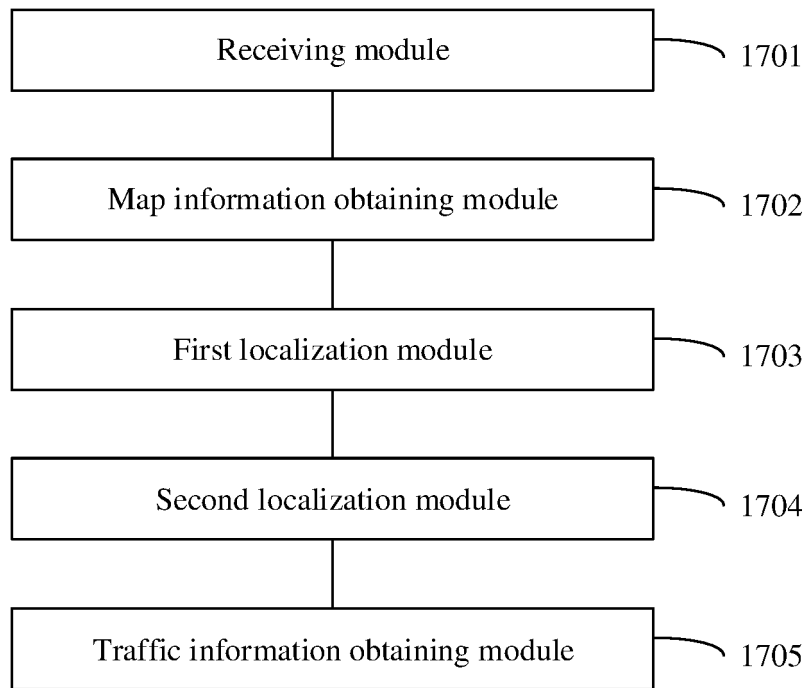 Receiving module 1701
Map information obtaining module 1702
First localization module 1703
Second localization module 1704
Traffic information obtaining module 1705